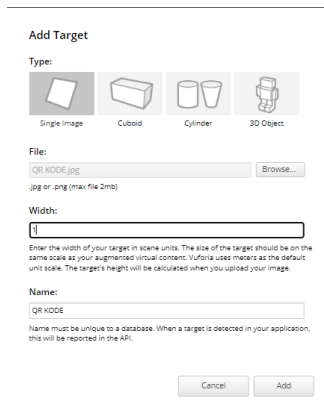 Add Target
Type:
Single Image Cuboid Cylinder 3D Object
File:
QR KODE.jpg Browse...
.jpg or .png (max file 2mb)
Width:
1
Enter the width of your target in scene units. The size of the target should be on the
same scale as your augmented virtual content. Vuforia uses meters as the default
unit scale. The target's height will be calculated when you upload your image.
Name:
QR KODE
Name must be unique to a database. When a target is detected in your application,
this will be reported in the API.
Cancel Add